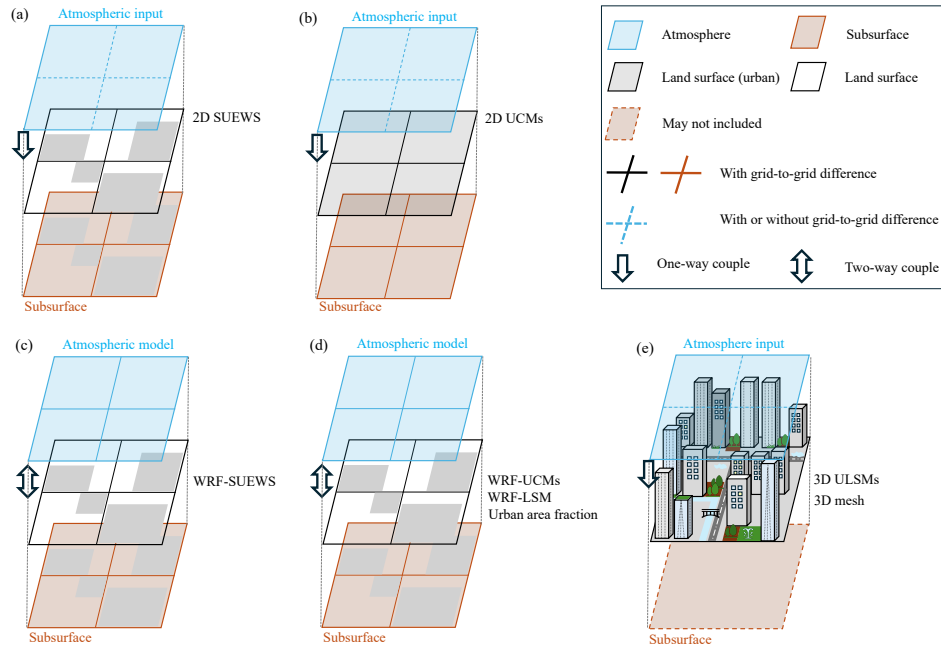 (a)
Atmospheric input
2D SUEWS
Subsurface
(b)
Atmospheric input
2D UCMs
Atmosphere
Subsurface
Land surface (urban)
Land surface
May not included
With grid-to-grid difference
With or without grid-to-grid difference
One-way couple
Two-way couple
(c)
Atmospheric model
WRF-SUEWS
Subsurface
(d)
Atmospheric model
WRF-UCMs
WRF-LSM
Urban area fraction
Subsurface
(e)
Atmosphere input
3D ULSMs
3D mesh
Subsurface